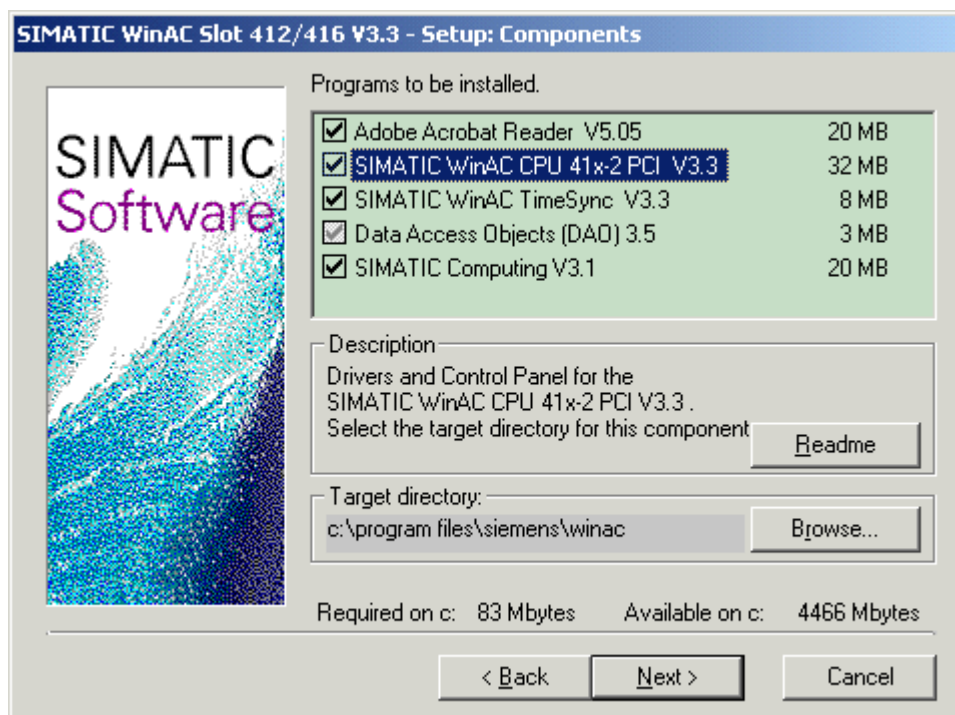 SIMATIC WinAC Slot 412/416 V3.3 - Setup: Components
SIMATIC
Software
Programs to be installed.
Adobe Acrobat Reader V5.05 20 MB
SIMATIC WinAC CPU 41x-2 PCI V3.3 32 MB
SIMATIC WinAC TimeSync V3.3 8 MB
Data Access Objects (DAO) 3.5 3 MB
SIMATIC Computing V3.1 20 MB
Description
Drivers and Control Panel for the
SIMATIC WinAC CPU 41x-2 PCI V3.3 .
Select the target directory for this component
Readme
Target directory:
c:\program files\siemens\winac Browse...
Required on c: 83 Mbytes Available on c: 4466 Mbytes
< Back Next > Cancel